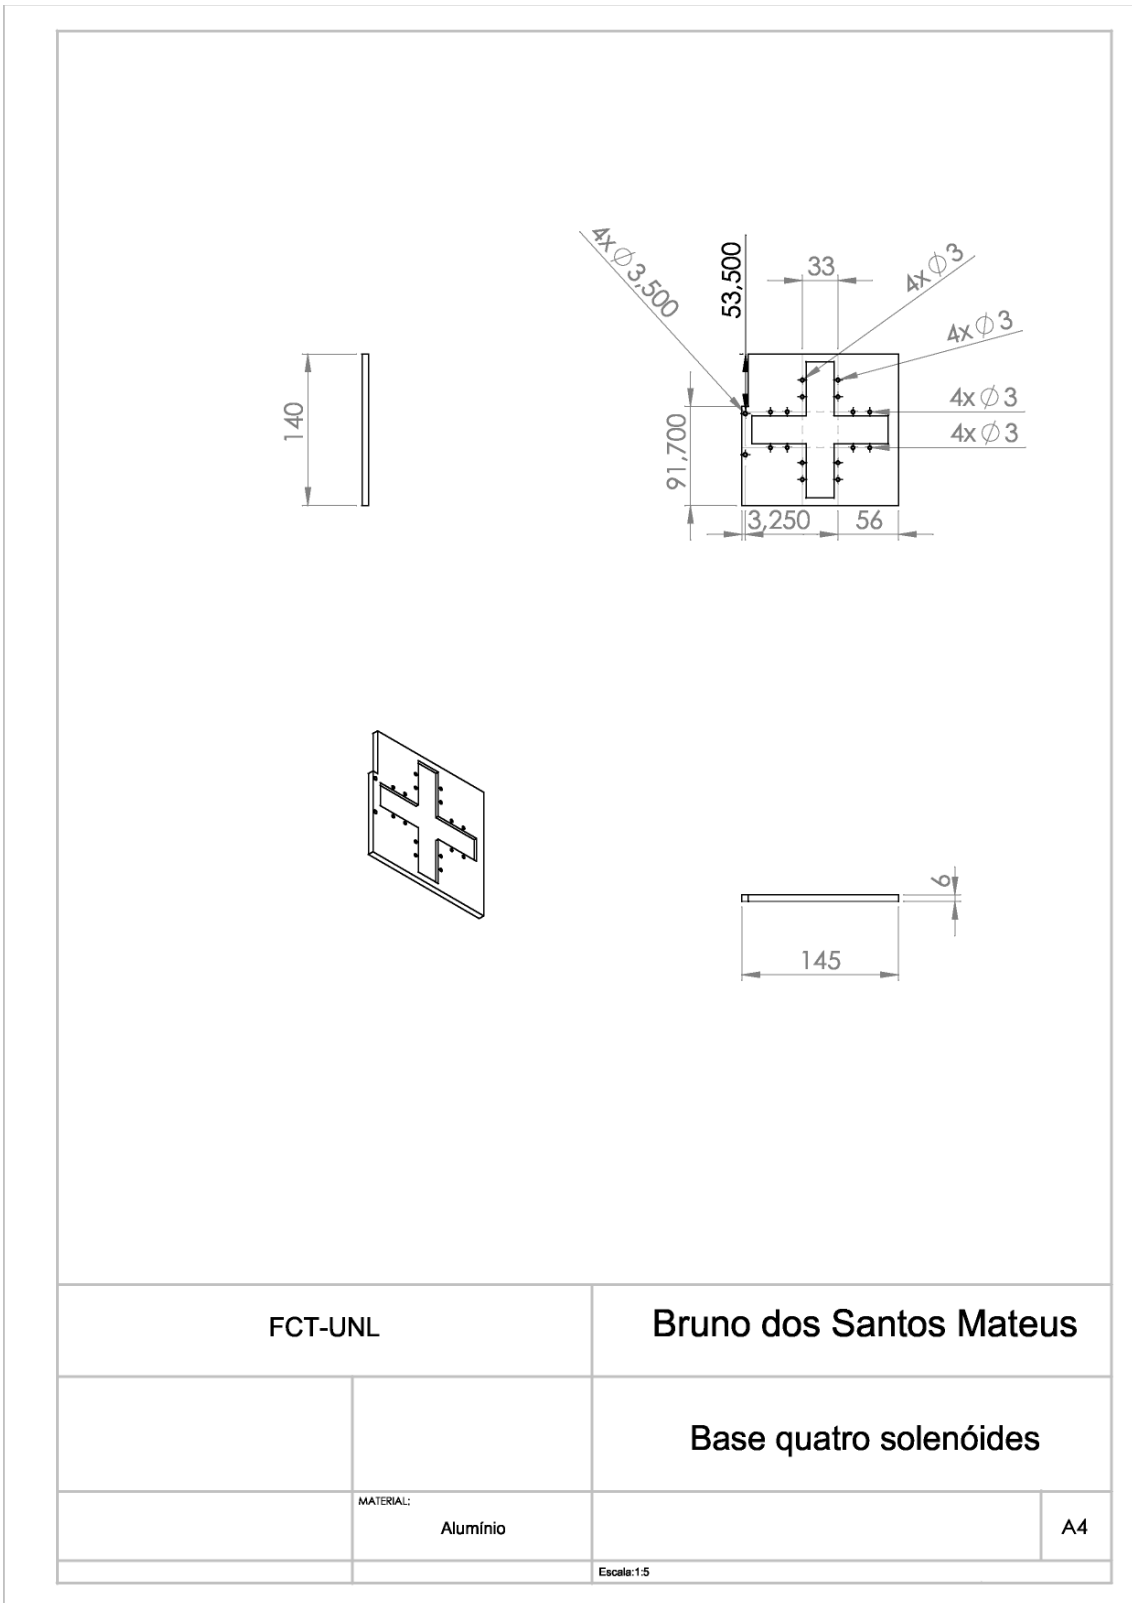 4x∅3,500
53,500
33
4x∅3
4x∅3
140
4x∅3
91,700
4x∅3
3,250
56
6
145
FCT-UNL
Bruno dos Santos Mateus
Base quatro solenóides
MATERIAL:
Alumínio
A4
Escala:1:5